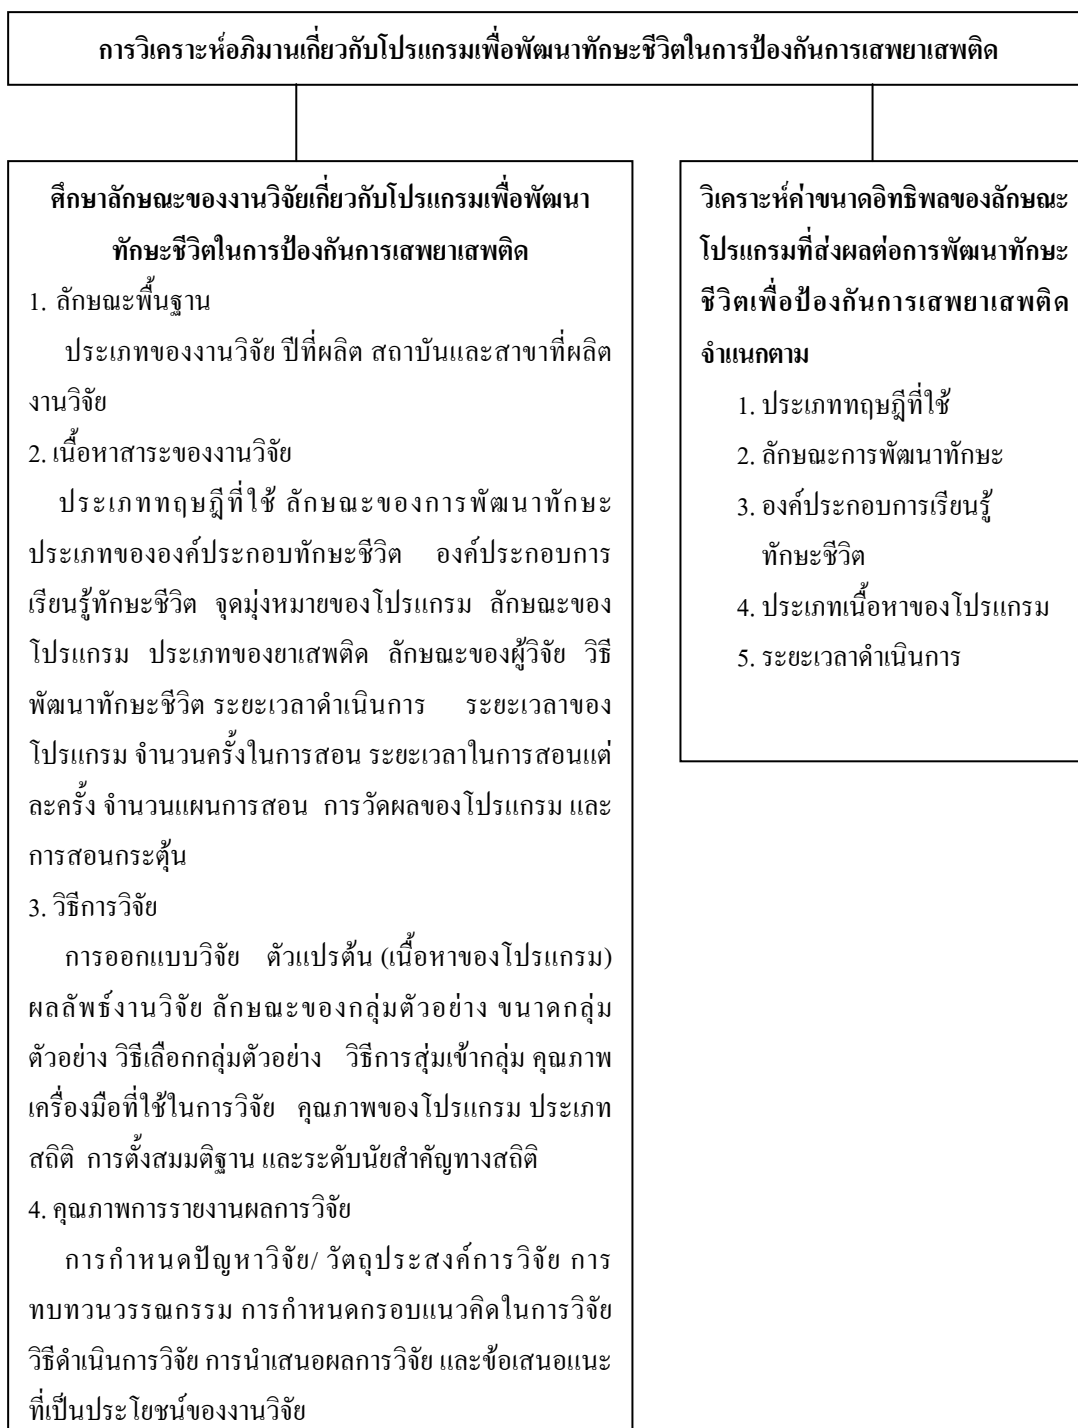 การวิเคราะห์อภิมานเกี่ยวกับโปรแกรมเพื่อพัฒนาทักษะชีวิตในการป้องกันการเสพยาเสพติด
ศึกษาลักษณะของงานวิจัยเกี่ยวกับโปรแกรมเพื่อพัฒนา
ทักษะชีวิตในการป้องกันการเสพยาเสพติด
1. ลักษณะพื้นฐาน
ประเภทของงานวิจัย ปีที่ผลิต สถาบันและสาขาที่ผลิต
งานวิจัย
2. เนื้อหาสาระของงานวิจัย
ประเภททฤษฎีที่ใช้ ลักษณะของการพัฒนาทักษะ
ประเภทขององค์ประกอบทักษะชีวิต องค์ประกอบการ
เรียนรู้ทักษะชีวิต จุดมุ่งหมายของโปรแกรม ลักษณะของ
โปรแกรม ประเภทของยาเสพติด ลักษณะของผู้วิจัย วิธี
พัฒนาทักษะชีวิต ระยะเวลาดำเนินการ ระยะเวลาของ
โปรแกรม จำนวนครั้งในการสอน ระยะเวลาในการสอนแต่
ละครั้ง จำนวนแผนการสอน การวัดผลของโปรแกรม และ
การสอนกระตุ้น
3. วิธีการวิจัย
การออกแบบวิจัย ตัวแปรต้น (เนื้อหาของโปรแกรม)
ผลลัพธ์งานวิจัย ลักษณะของกลุ่มตัวอย่าง ขนาดกลุ่ม
ตัวอย่าง วิธีเลือกกลุ่มตัวอย่าง วิธีการสุ่มเข้ากลุ่ม คุณภาพ
เครื่องมือที่ใช้ในการวิจัย คุณภาพของโปรแกรม ประเภท
สถิติ การตั้งสมมติฐาน และระดับนัยสำคัญทางสถิติ
4. คุณภาพการรายงานผลการวิจัย
การกำหนดปัญหาวิจัย/ วัตถุประสงค์การวิจัย การ
ทบทวนวรรณกรรม การกำหนดกรอบแนวคิดในการวิจัย
วิธีดำเนินการวิจัย การนำเสนอผลการวิจัย และข้อเสนอแนะ
ที่เป็นประโยชน์ของงานวิจัย
วิเคราะห์ค่าขนาดอิทธิพลของลักษณะ
โปรแกรมที่ส่งผลต่อการพัฒนาทักษะ
ชีวิตเพื่อป้องกันการเสพยาเสพติด
จำแนกตาม
1. ประเภททฤษฎีที่ใช้
2. ลักษณะการพัฒนาทักษะ
3. องค์ประกอบการเรียนรู้
ทักษะชีวิต
4. ประเภทเนื้อหาของโปรแกรม
5. ระยะเวลาดำเนินการ